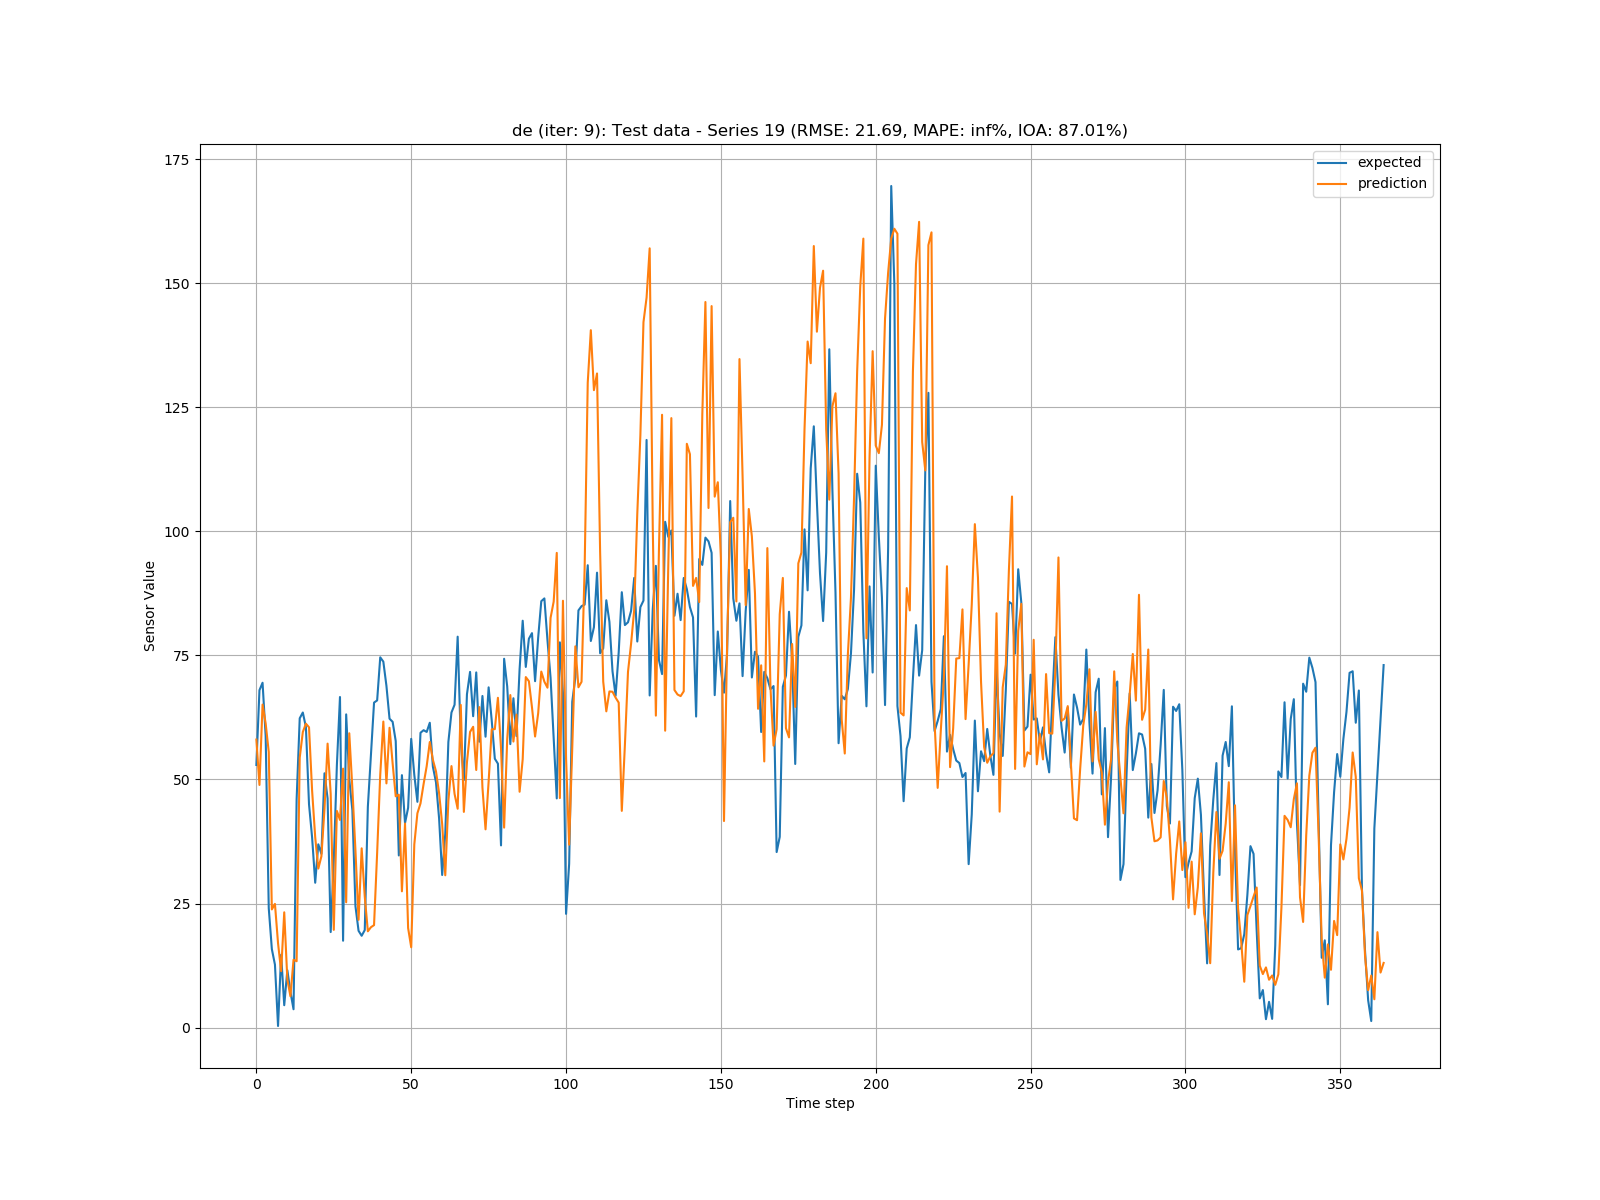 de (iter: 9): Test data - Series 19 (RMSE: 21.69, MAPE: inf%, IOA: 87.01%)
expected
prediction
Sensor Value
175
150
125
100
75
50
25
0
0 50 100 150 200 250 300 350
Time step